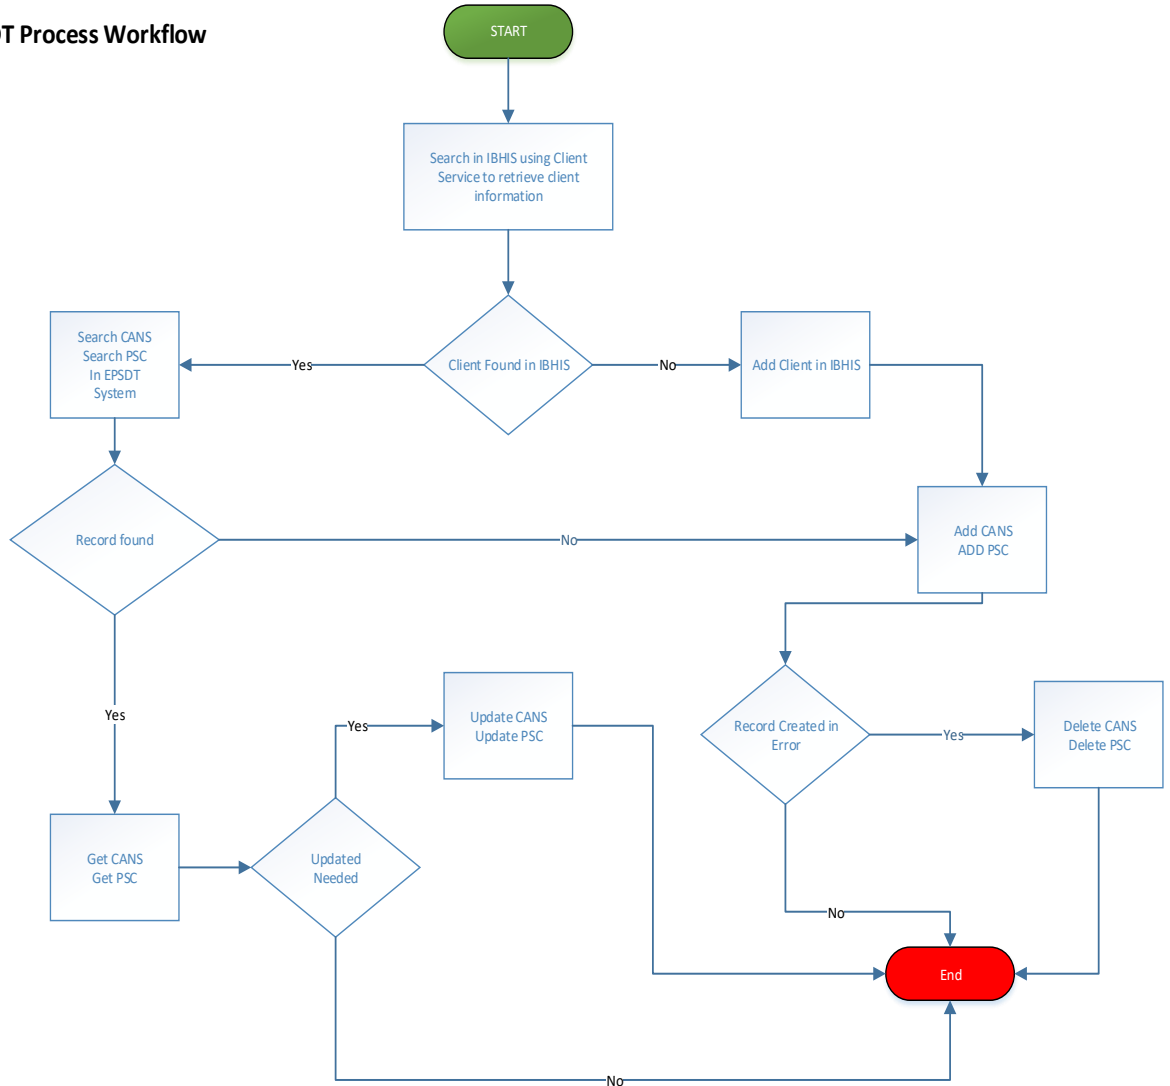 T Process Workflow
START
Search in IBHIS using Client
Service to retrieve client
information
Search CANS
Search PSC
In EPSDT
System
Yes
Client Found in IBHIS
No
Add Client in IBHIS
Record found
No
Add CANS
ADD PSC
Yes
Yes
Update CANS
Update PSC
Record Created in
Error
Yes
Delete CANS
Delete PSC
Get CANS
Get PSC
Updated
Needed
No
End
No